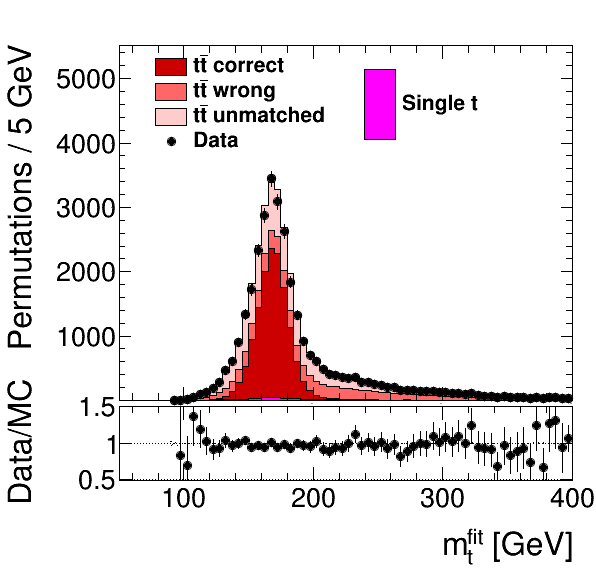 Permutations / 5 GeV
5000
4000
3000
2000
1000
tt̄ correct
tt̄ wrong
tt̄ unmatched
Data
Single t
Data/MC
1.5
1
0.5
100 200 300 400
m_t^fit [GeV]